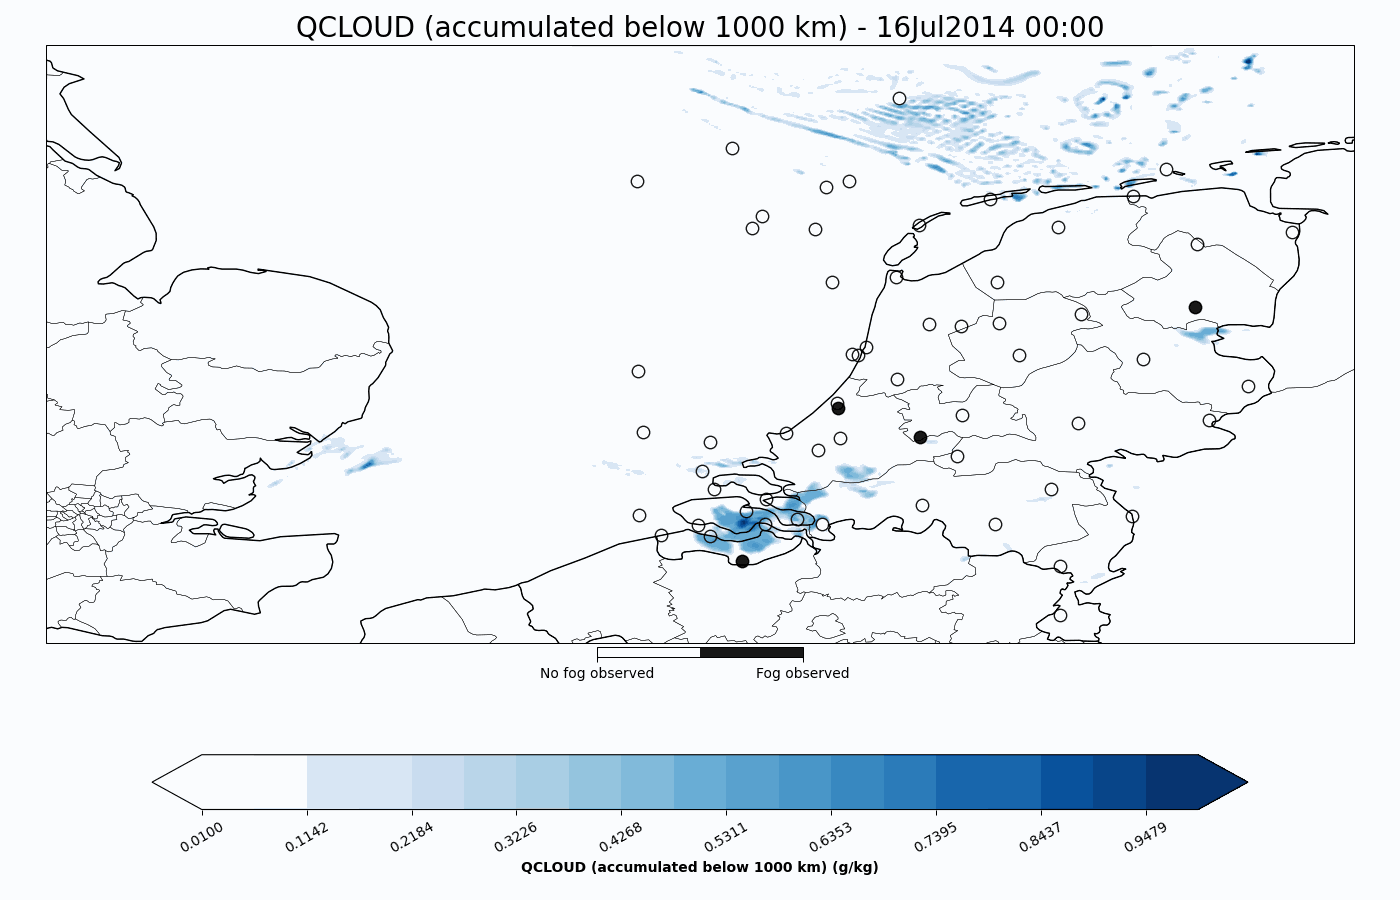 QCLOUD (accumulated below 1000 km) - 16Jul2014 00:00
No fog observed
Fog observed
0.0100
0.1142
0.2184
0.3226
0.4268
0.5311
0.6353
0.7395
0.8437
0.9479
QCLOUD (accumulated below 1000 km) (g/kg)